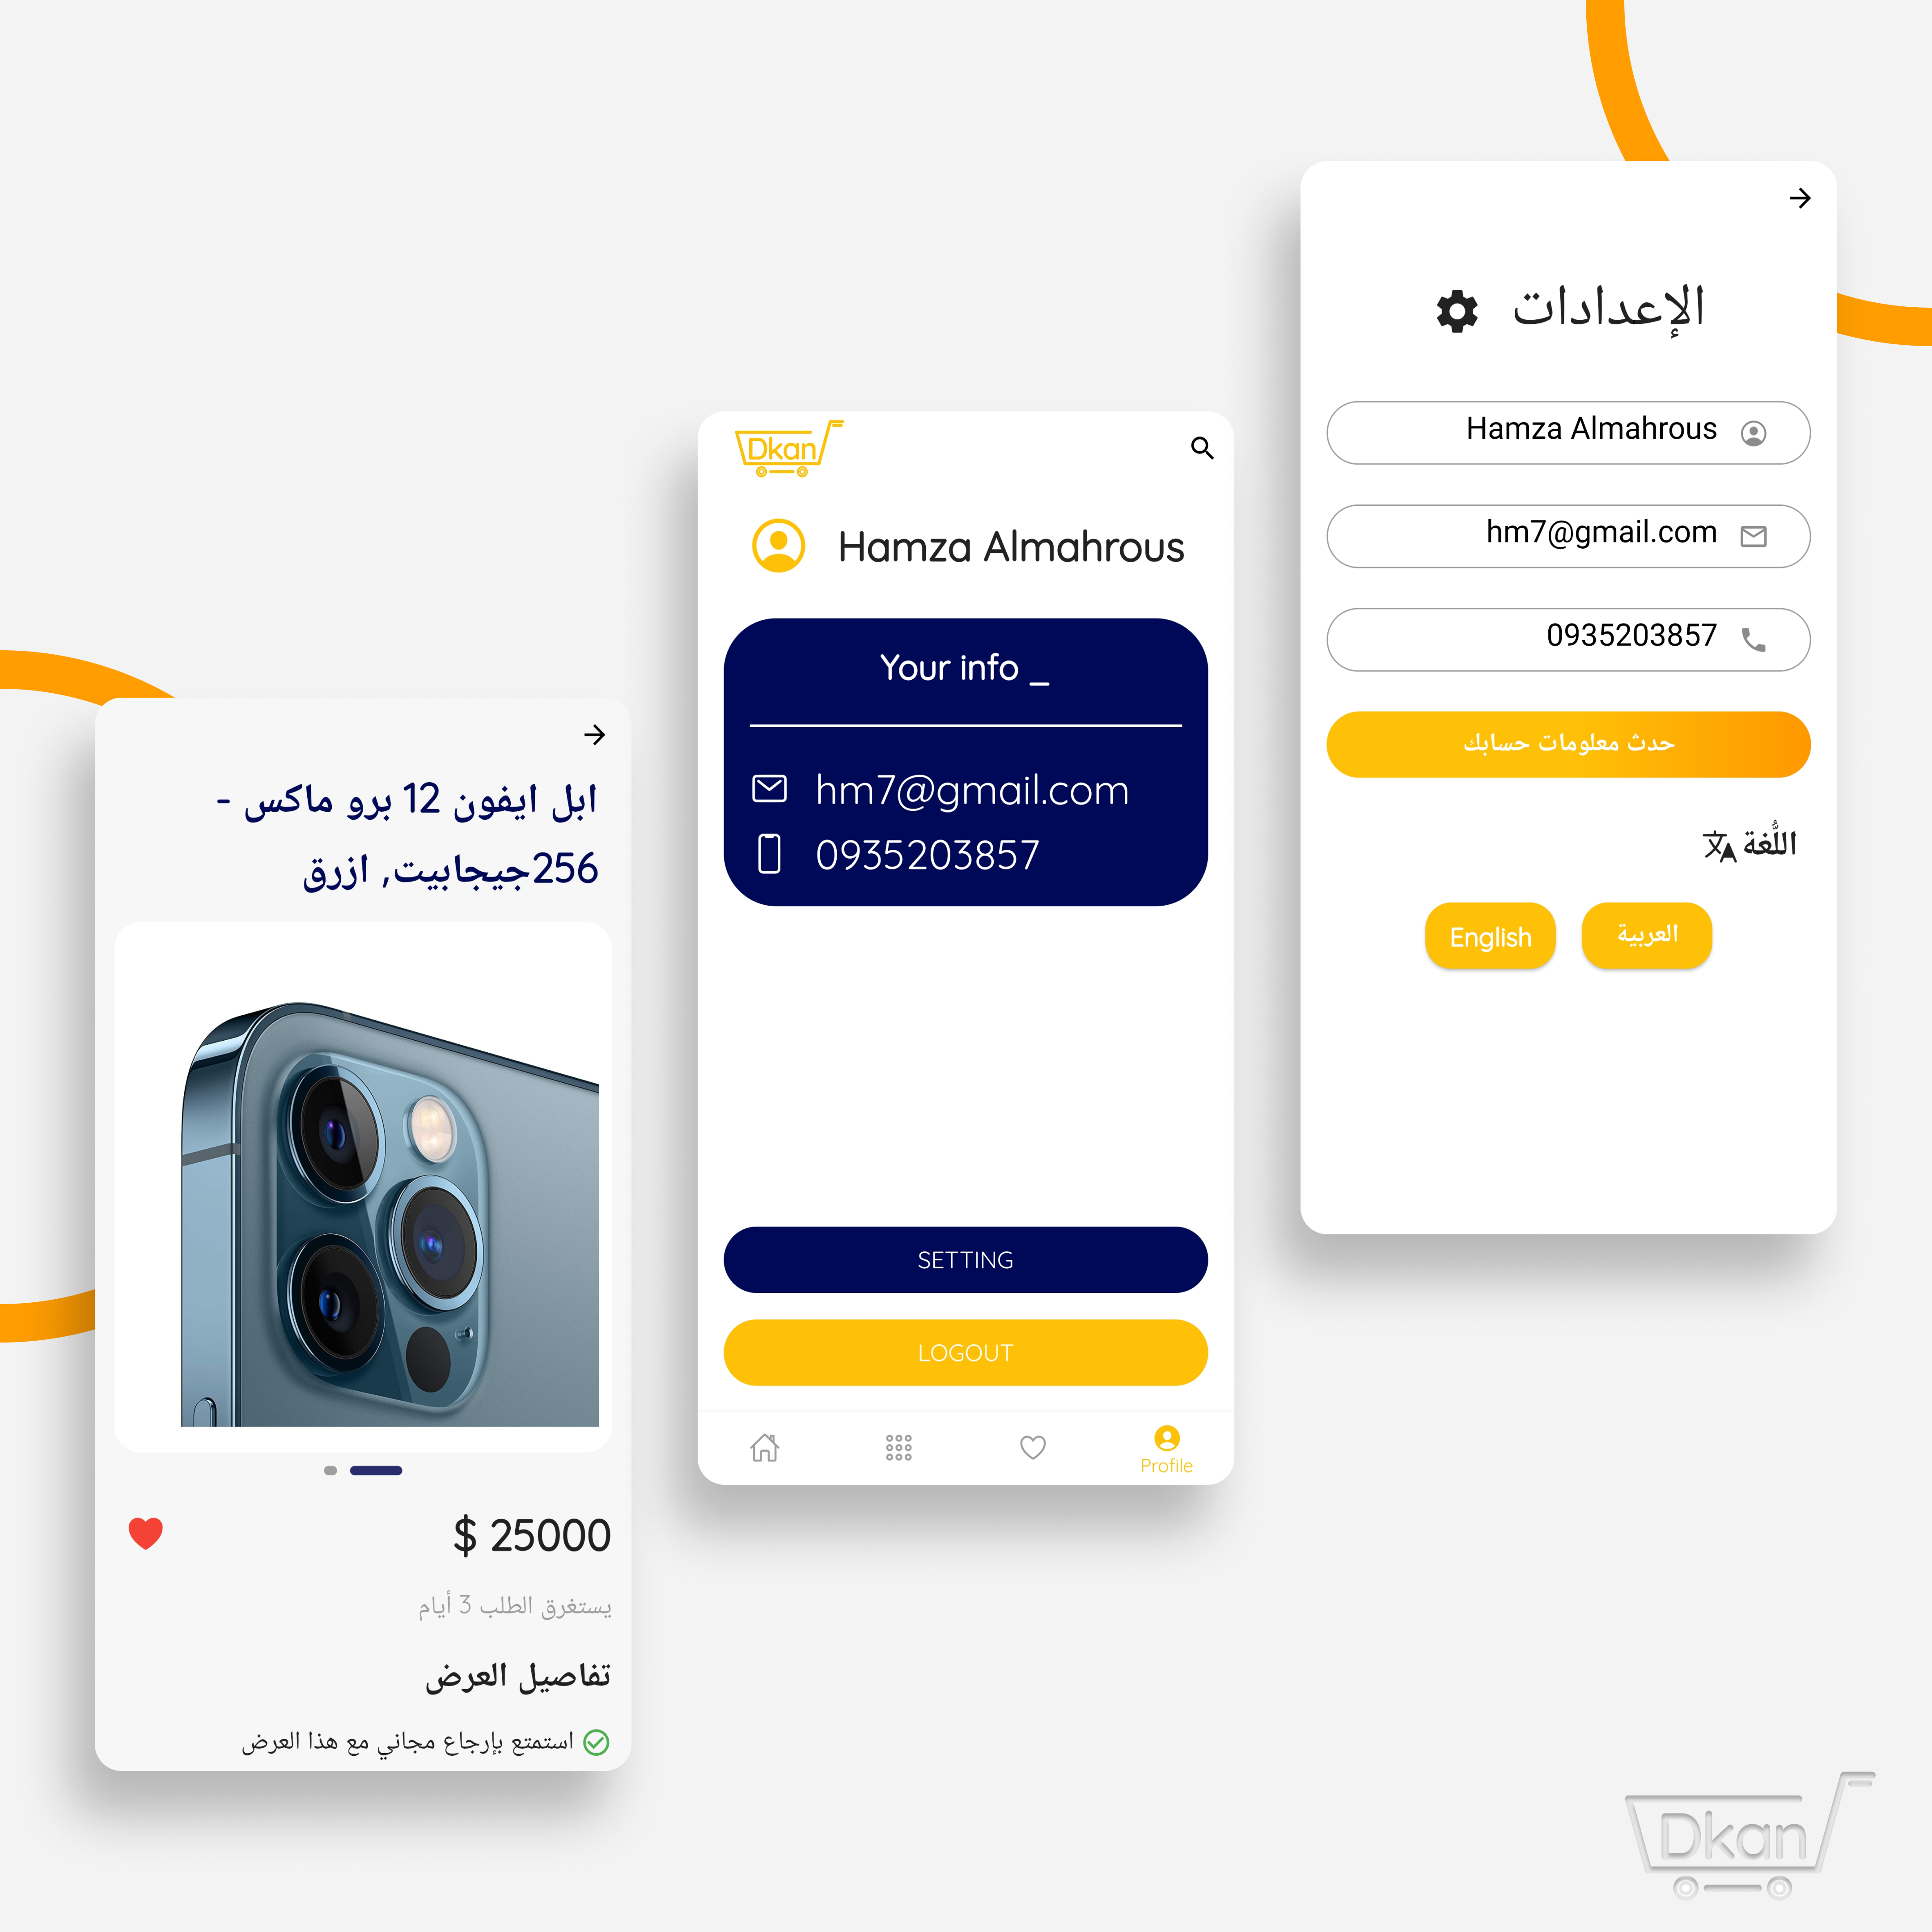 ابل ايفون 12 برو ماكس -
256جيجابيت, ازرق
25000 $
يستغرق الطلب 3 أيام
تفاصيل العرض
استمتع بإرجاع مجاني مع هذا العرض
Dkan
Hamza Almahrous
Your info _
hm7@gmail.com
0935203857
SETTING
LOGOUT
Profile
الإعدادات
Hamza Almahrous
hm7@gmail.com
0935203857
حدث معلومات حسابك
اللُّغة
العربية
English
Dkan